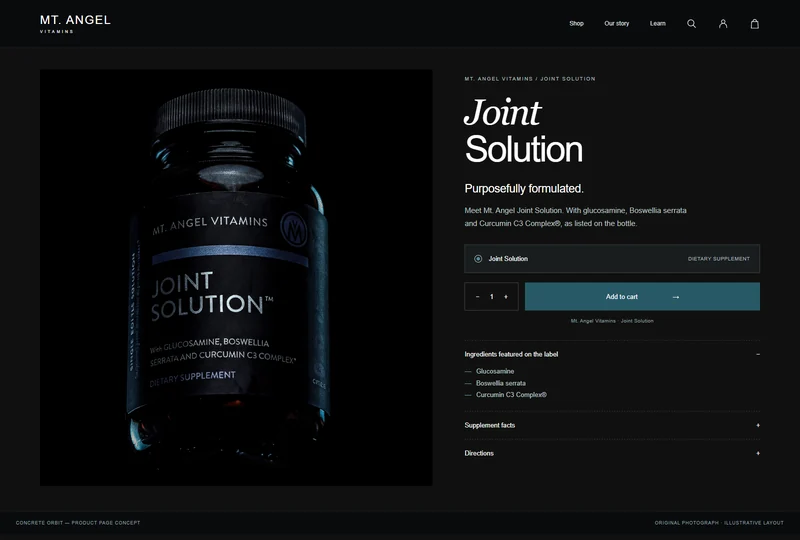 MT. ANGEL
VITAMINS
Shop
Our story
Learn
MT. ANGEL VITAMINS
M
JOINT
SOLUTION™
With GLUCOSAMINE, BOSWELLIA
SERRATA AND CURCUMIN C3 COMPLEX®
DIETARY SUPPLEMENT
SINGLE BOTTLE SOLUTION
MT. ANGEL VITAMINS / JOINT SOLUTION
Joint
Solution
Purposefully formulated.
Meet Mt. Angel Joint Solution. With glucosamine, Boswellia serrata
and Curcumin C3 Complex®, as listed on the bottle.
Joint Solution
DIETARY SUPPLEMENT
− 1 +
Add to cart →
Mt. Angel Vitamins · Joint Solution
Ingredients featured on the label −
— Glucosamine
— Boswellia serrata
— Curcumin C3 Complex®
Supplement facts +
Directions +
CONCRETE ORBIT — PRODUCT PAGE CONCEPT
ORIGINAL PHOTOGRAPH · ILLUSTRATIVE LAYOUT